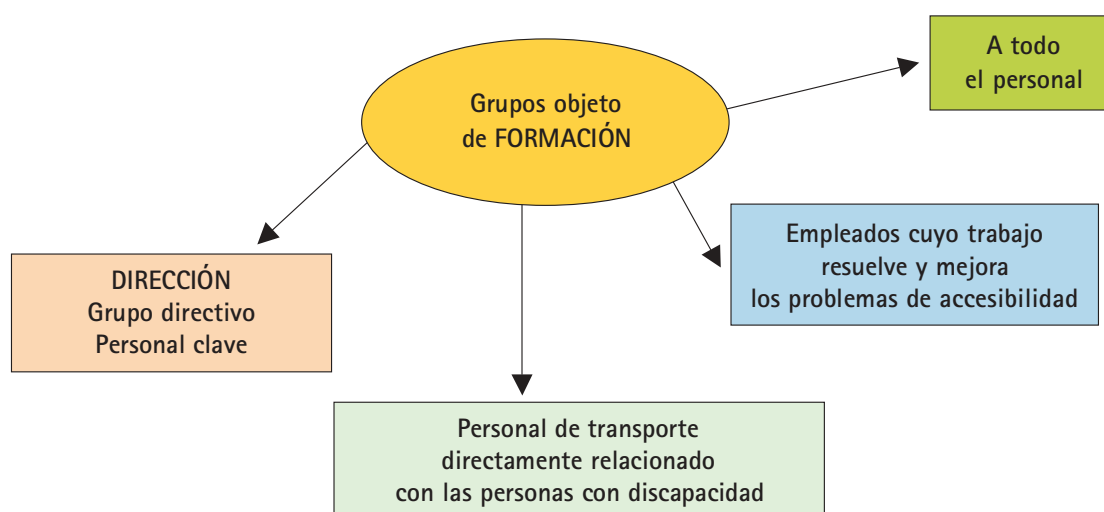 Grupos objeto
de FORMACIÓN
A todo
el personal
Empleados cuyo trabajo
resuelve y mejora
los problemas de accesibilidad
DIRECCIÓN
Grupo directivo
Personal clave
Personal de transporte
directamente relacionado
con las personas con discapacidad